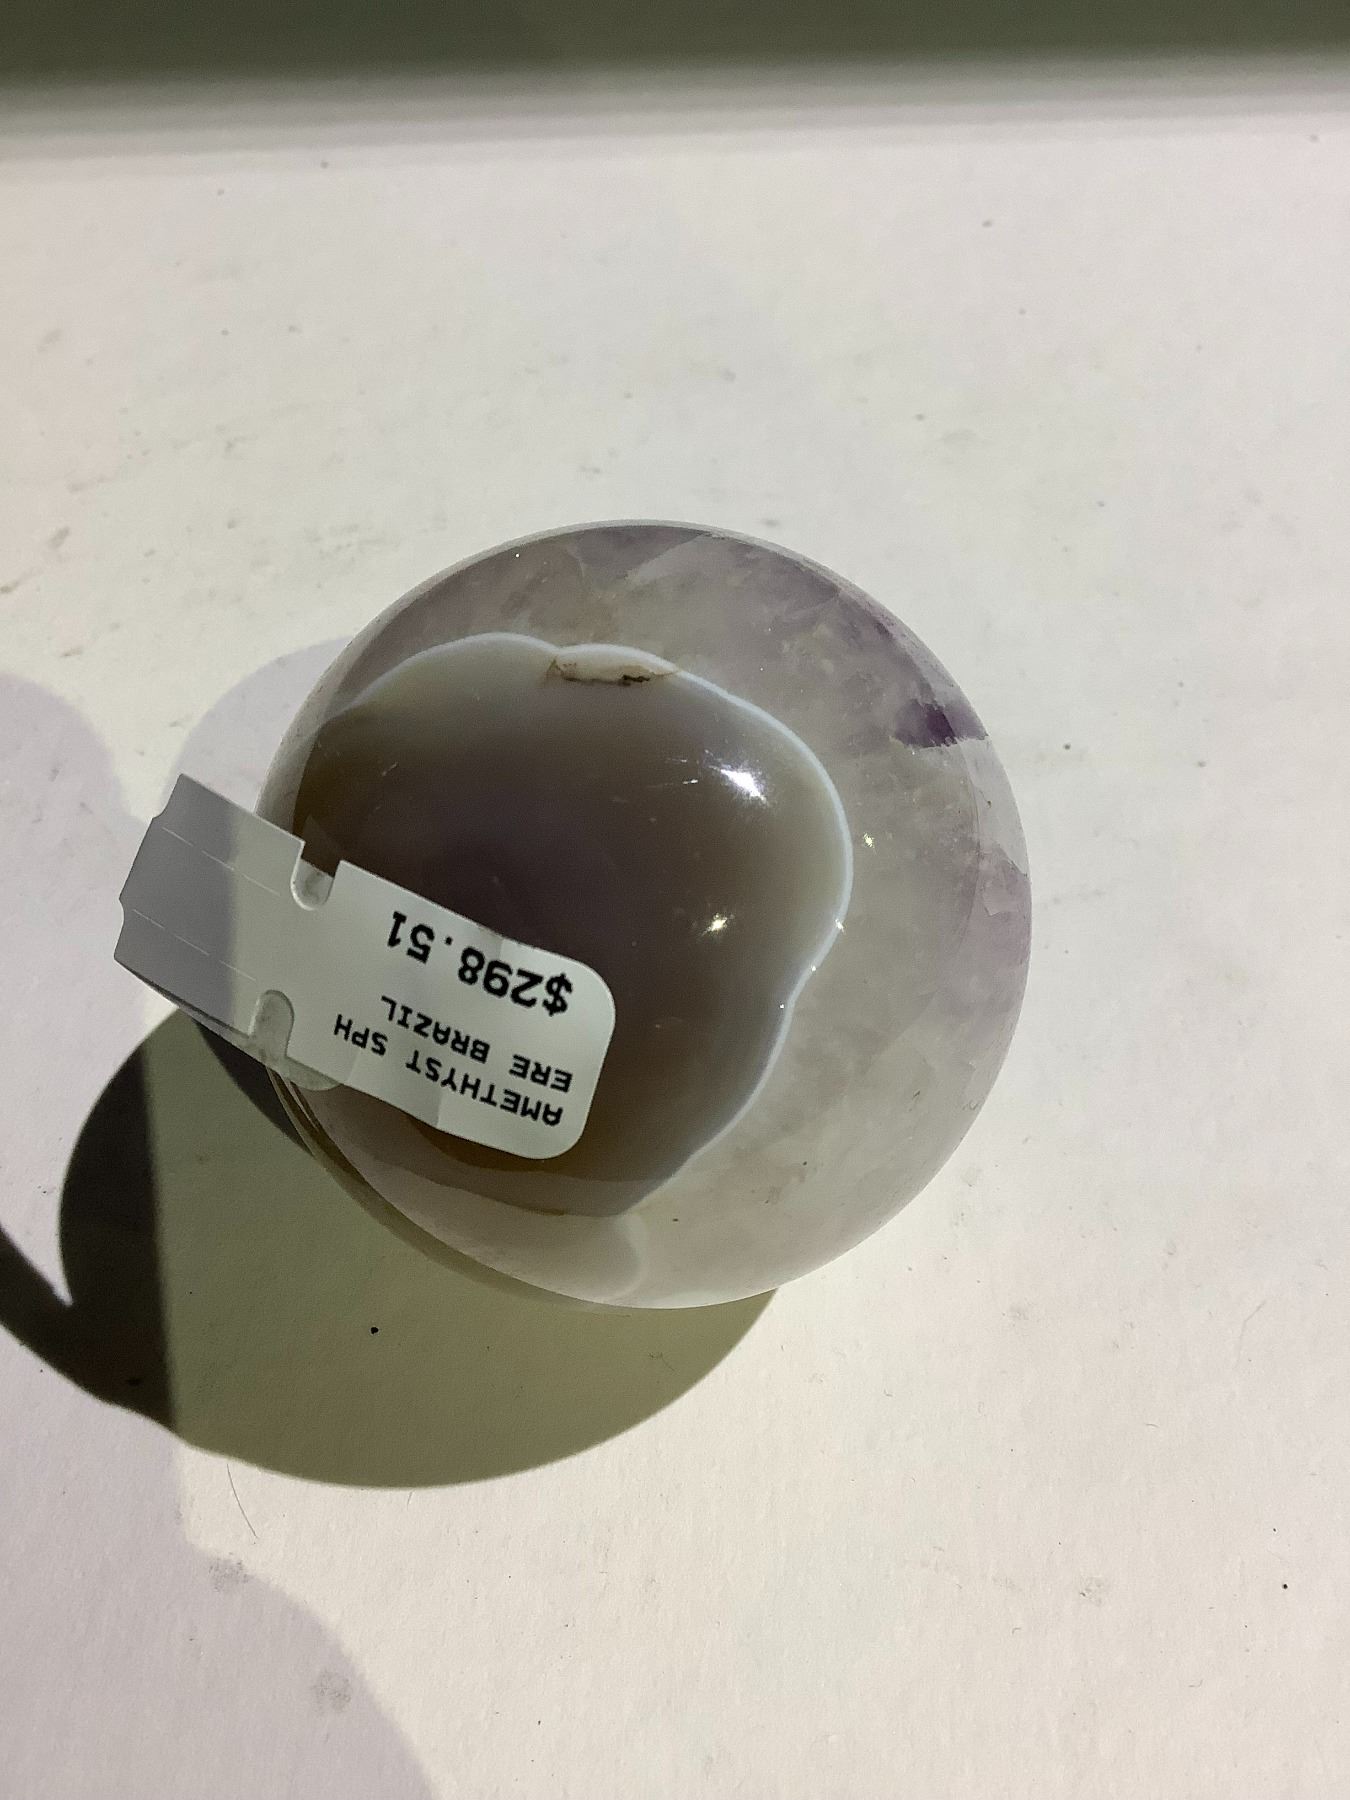 AMETHYST SPH
ERE BRAZIL
$298.51